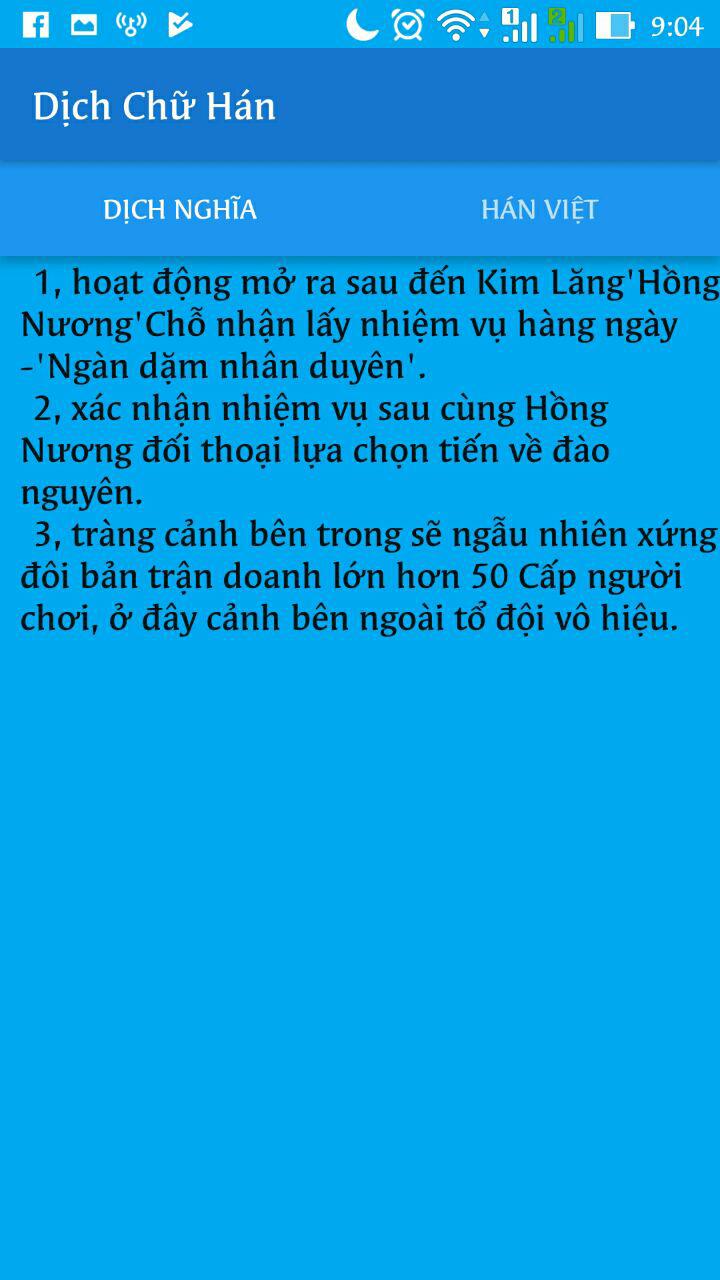 1 2 9:04
Dịch Chữ Hán
DỊCH NGHĨA HÁN VIỆT
1, hoạt động mở ra sau đến Kim Lăng'Hồng
Nương'Chỗ nhận lấy nhiệm vụ hàng ngày
-'Ngàn dặm nhân duyên'.
2, xác nhận nhiệm vụ sau cùng Hồng
Nương đối thoại lựa chọn tiến về đào
nguyên.
3, tràng cảnh bên trong sẽ ngẫu nhiên xứng
đôi bản trận doanh lớn hơn 50 Cấp người
chơi, ở đây cảnh bên ngoài tổ đội vô hiệu.